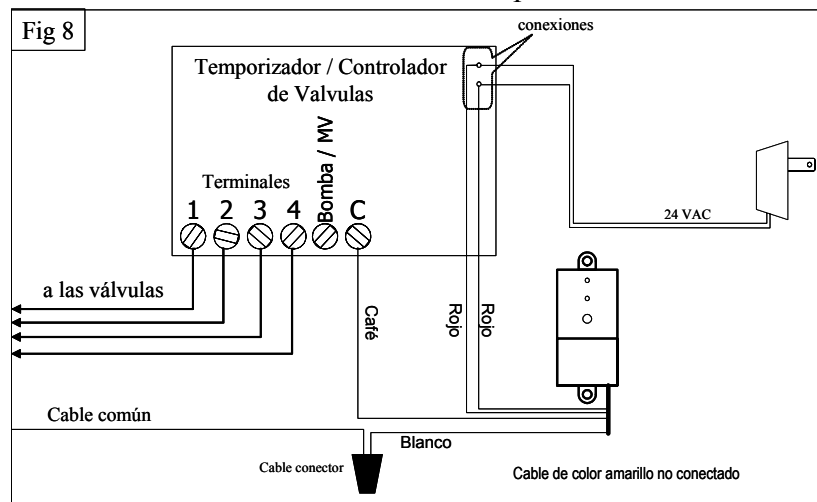 Fig 8
conexiones
Temporizador / Controlador
de Valvulas
Bomba / MV
Terminales
1 2 3 4 C
24 VAC
a las válvulas
Café
Rojo
Rojo
Cable común
Blanco
Cable conector
Cable de color amarillo no conectado